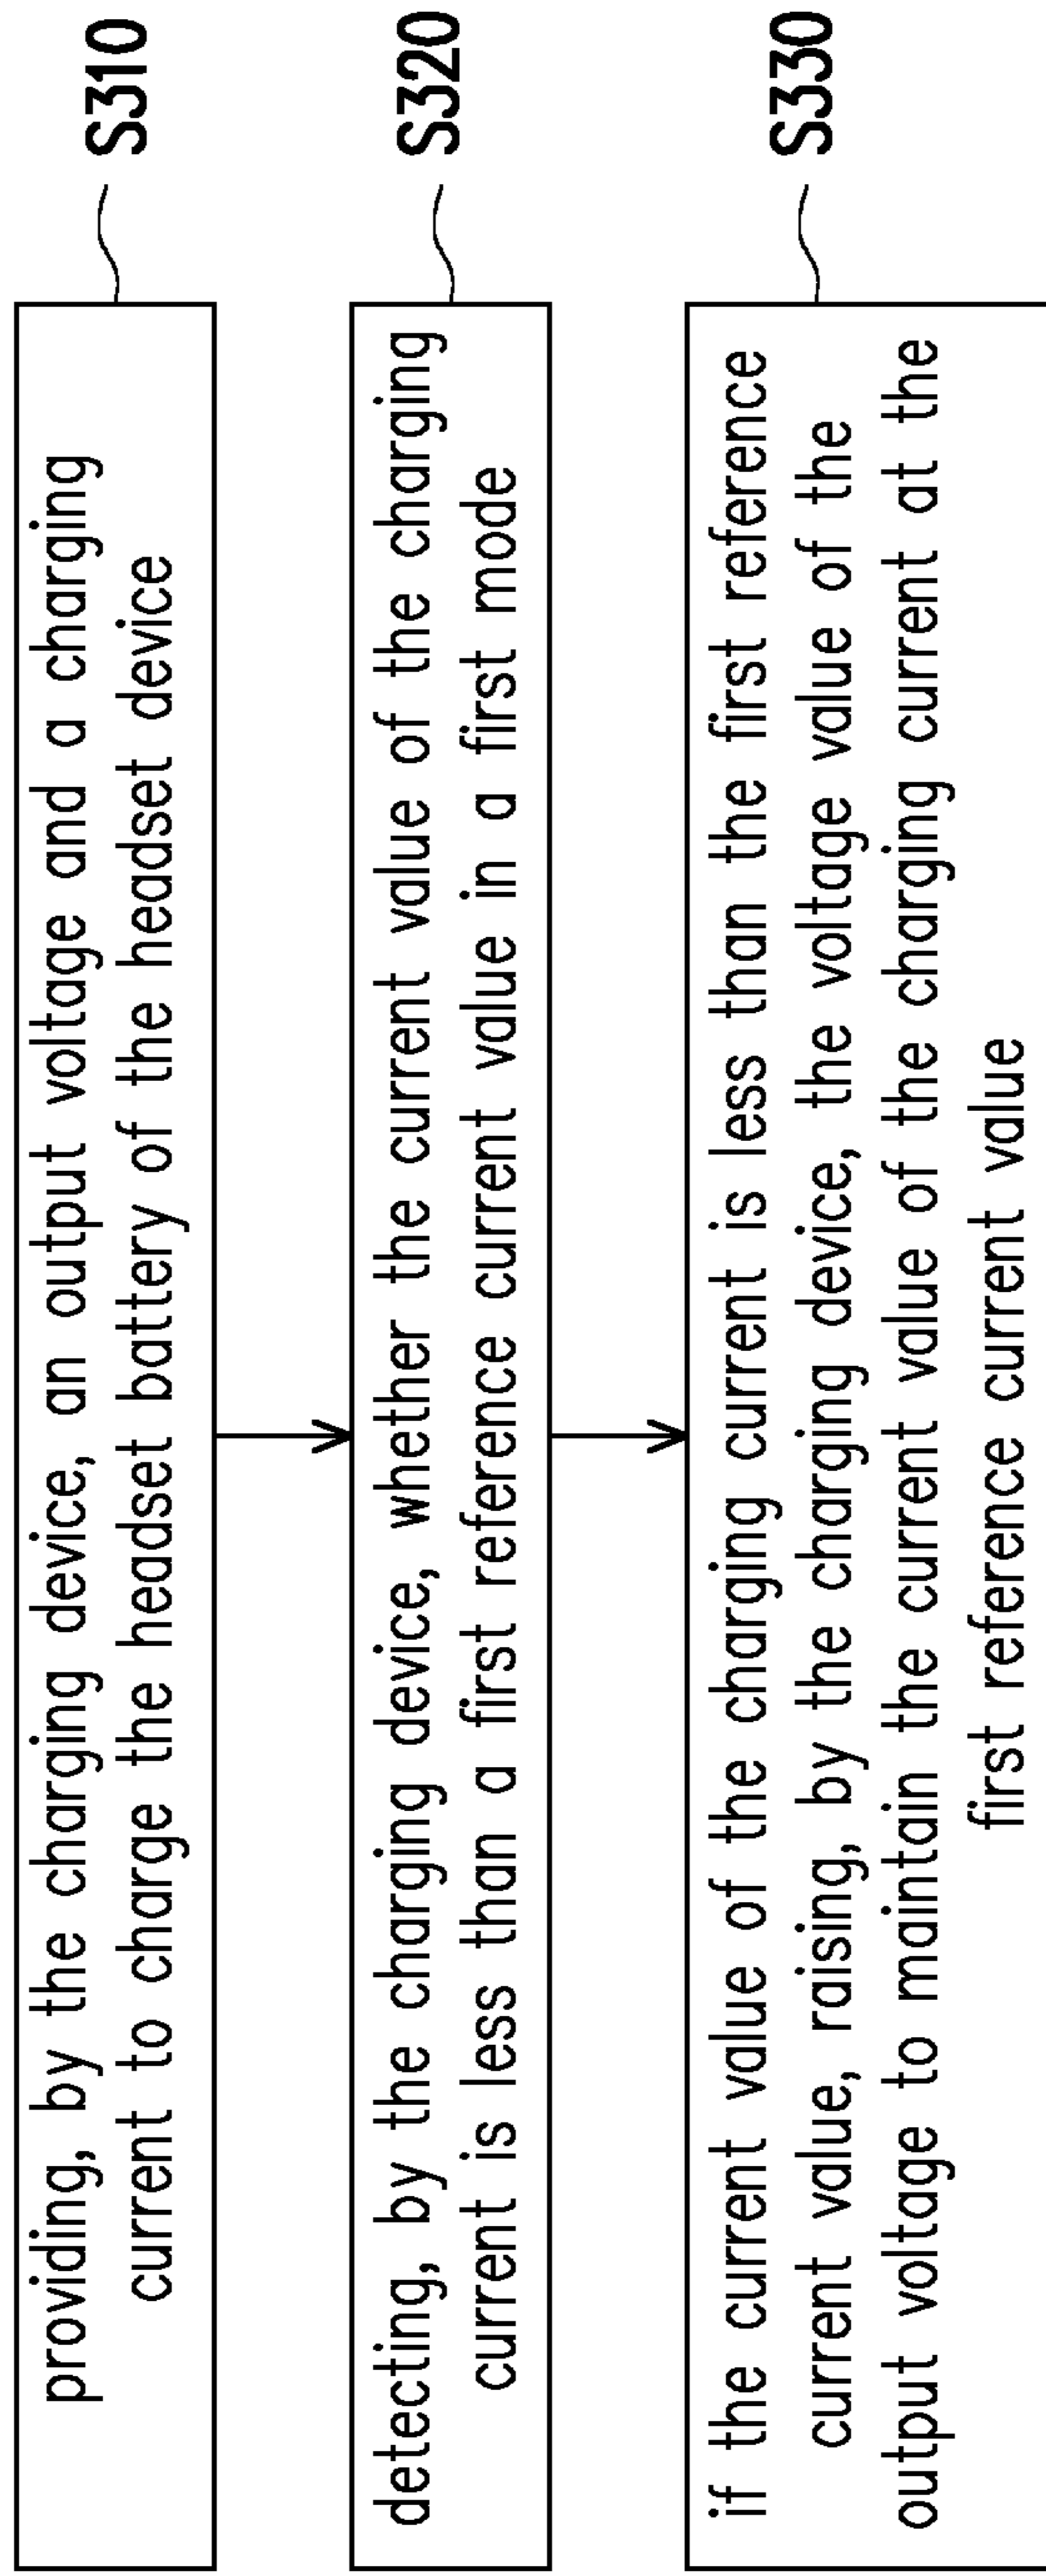 providing, by the charging device, an output voltage and a charging
current to charge the headset battery of the headset device
S310
detecting, by the charging device, whether the current value of the charging
current is less than a first reference current value in a first mode
S320
if the current value of the charging current is less than the first reference
current value, raising, by the charging device, the voltage value of the
output voltage to maintain the current value of the charging current at the
first reference current value
S330